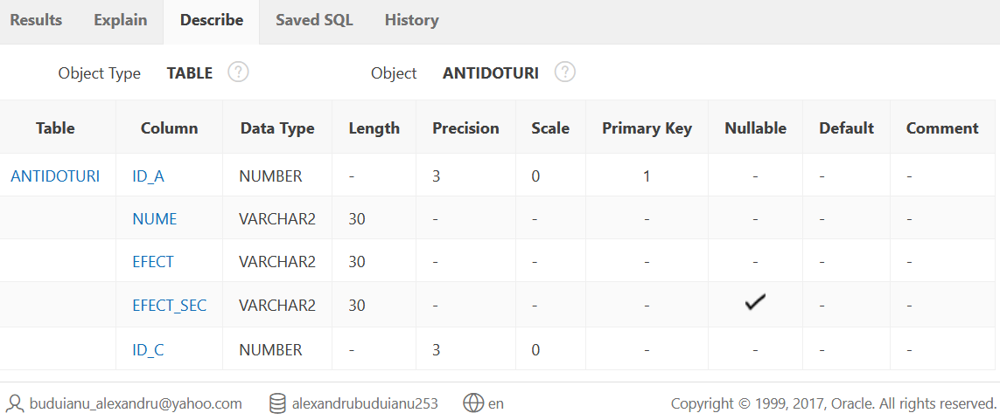 Results Explain Describe Saved SQL History
Object Type TABLE ? Object ANTIDOTURI ?
Table Column Data Type Length Precision Scale Primary Key Nullable Default Comment
ANTIDOTURI ID_A NUMBER - 3 0 1 - - -
NUME VARCHAR2 30 - - - - - -
EFECT VARCHAR2 30 - - - - - -
EFECT_SEC VARCHAR2 30 - - - ✓ - -
ID_C NUMBER - 3 0 - - - -
buduianu_alexandru@yahoo.com alexandrubuduianu253 en Copyright © 1999, 2017, Oracle. All rights reserved.